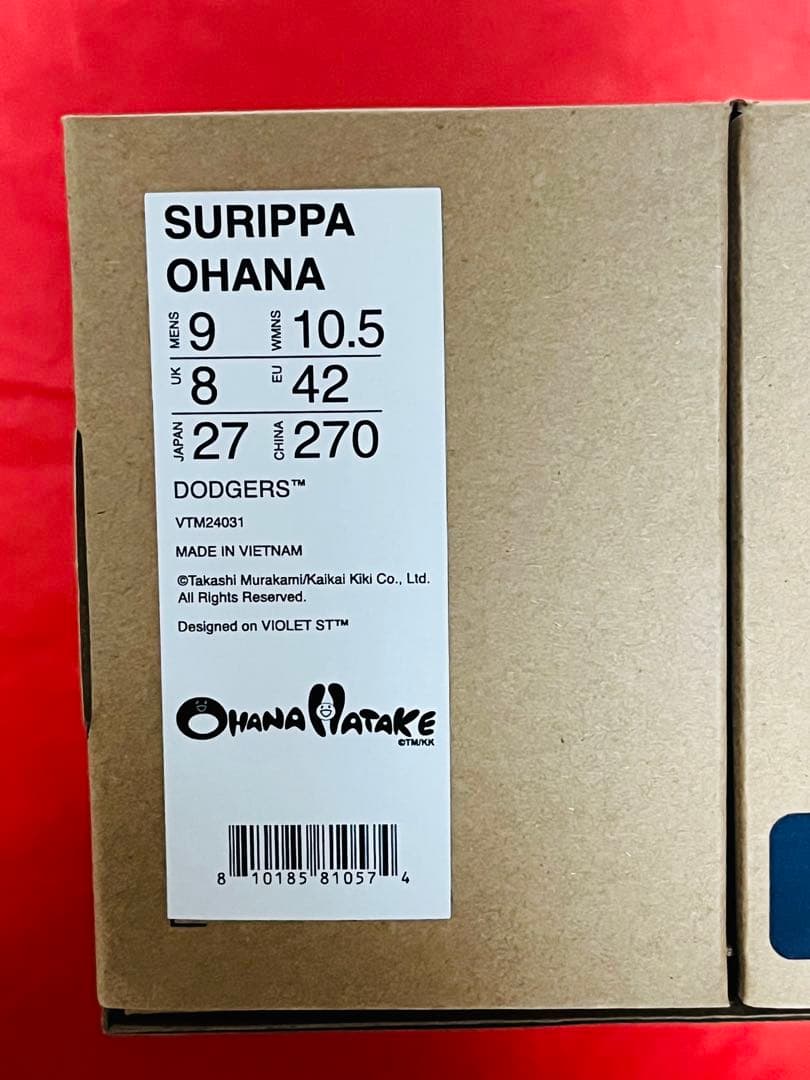 SURIPPA
OHANA
MENS 9 WMNS 10.5
UK 8 EU 42
JAPAN 27 CHINA 270
DODGERS™
VTM24031
MADE IN VIETNAM
©Takashi Murakami/Kaikai Kiki Co., Ltd.
All Rights Reserved.
Designed on VIOLET ST™
OHANA HATAKE
©TM/KK
8 10185 81057 4